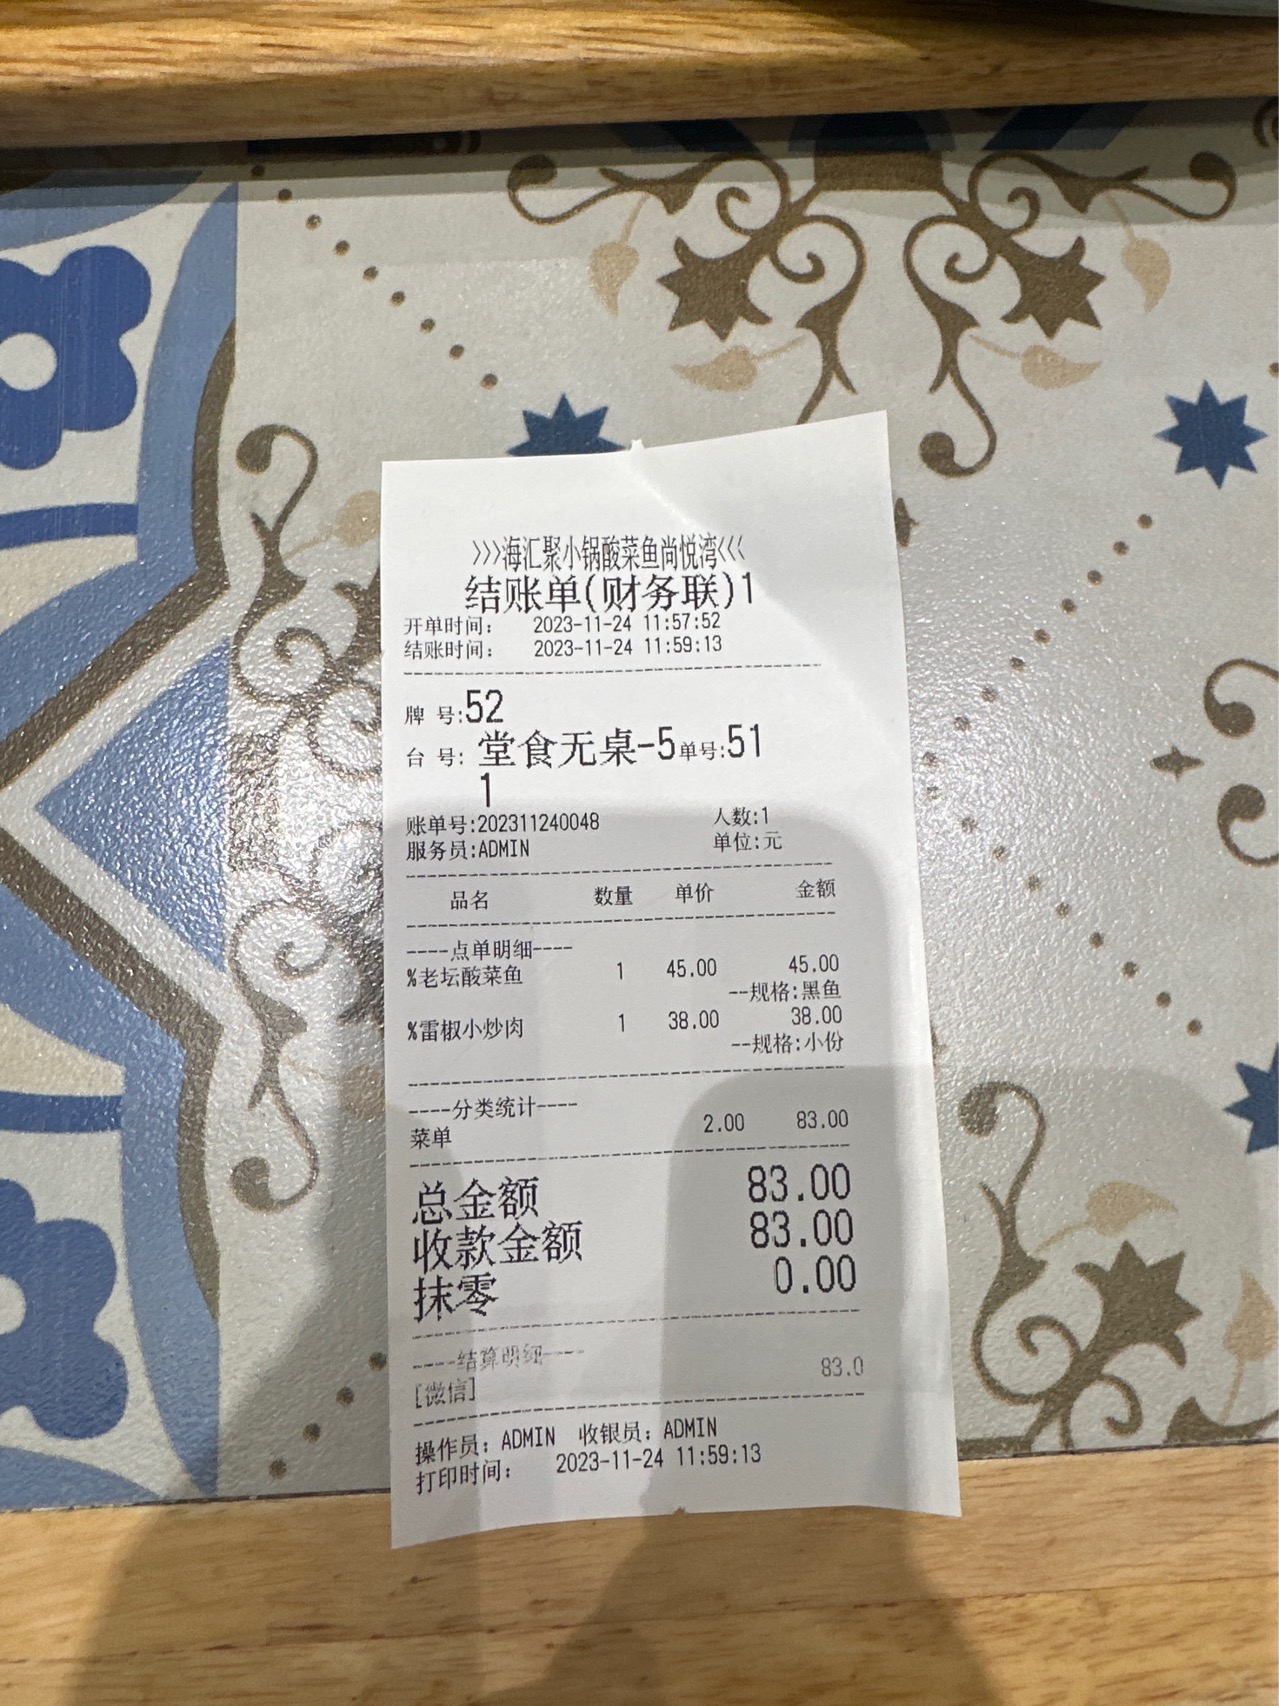 >>>海汇聚小锅酸菜鱼尚悦湾<<<
结账单(财务联)1
开单时间: 2023-11-24 11:57:52
结账时间: 2023-11-24 11:59:13
牌 号:52
台 号: 堂食无桌-5单号:51
1
账单号:202311240048 人数:1
服务员:ADMIN 单位:元
品名 数量 单价 金额
----点单明细----
%老坛酸菜鱼 1 45.00 45.00
--规格:黑鱼
%雷椒小炒肉 1 38.00 38.00
--规格:小份
----分类统计----
菜单 2.00 83.00
总金额 83.00
收款金额 83.00
抹零 0.00
----结算明细----
[微信] 83.0
操作员: ADMIN 收银员: ADMIN
打印时间: 2023-11-24 11:59:13